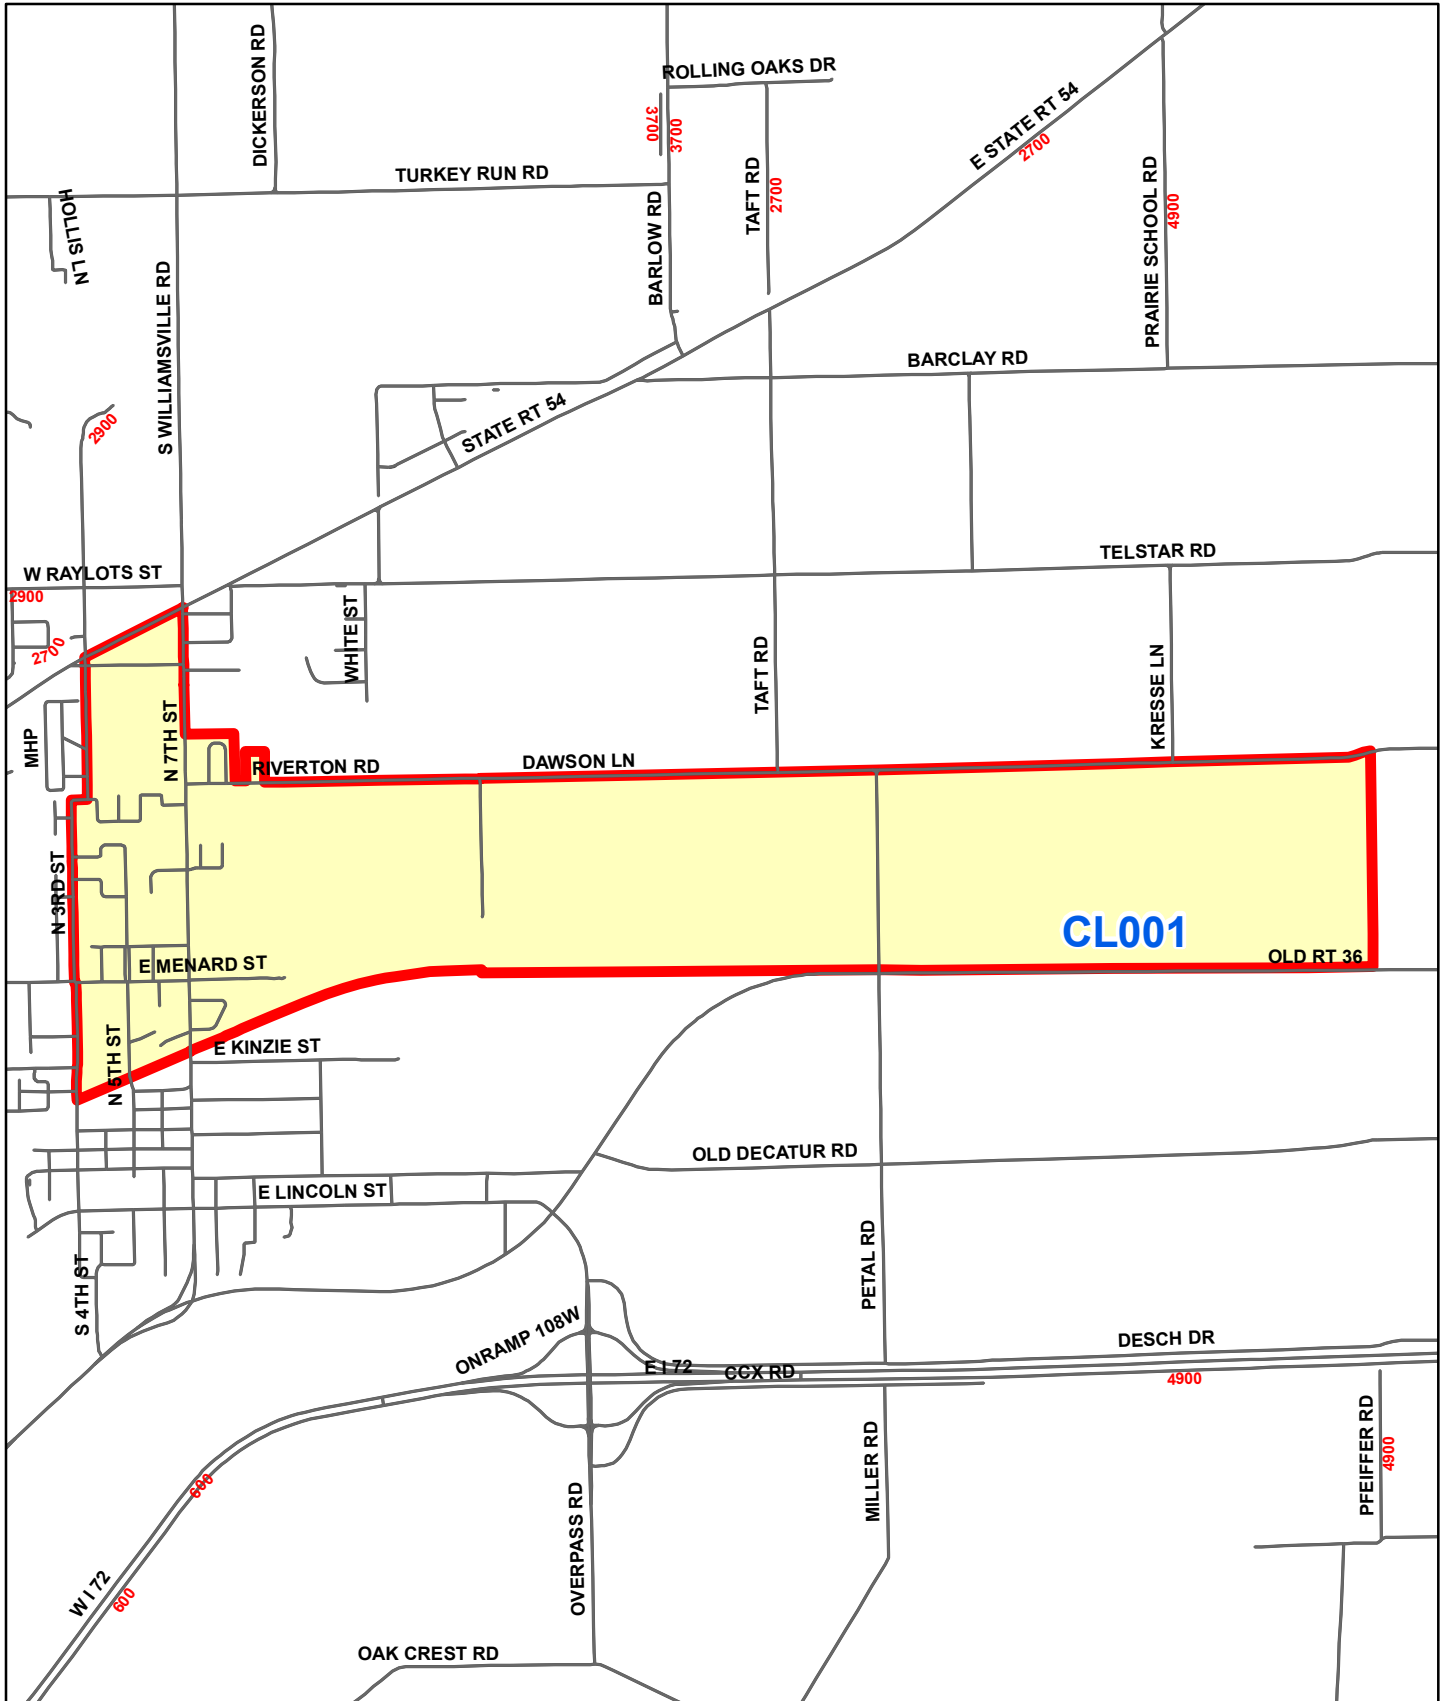 DICKERSON RD
ROLLING OAKS DR
E STATE RT 54
2700
3700
3700
TURKEY RUN RD
TAFT RD
2700
PRAIRIE SCHOOL RD
4900
HOLLIS LN
BARLOW RD
S WILLIAMSVILLE RD
BARCLAY RD
2900
STATE RT 54
TELSTAR RD
W RAYLOTS ST
2900
WHITE ST
2700
TAFT RD
KRESSE LN
MHP
N 7TH ST
RIVERTON RD
DAWSON LN
N 3RD ST
CL001
E MENARD ST
OLD RT 36
E KINZIE ST
N 5TH ST
OLD DECATUR RD
E LINCOLN ST
PETAL RD
S 4TH ST
ONRAMP 108W
DESCH DR
E I 72
CCX RD
4900
MILLER RD
PFEIFFER RD
4900
600
OVERPASS RD
W I 72
600
OAK CREST RD